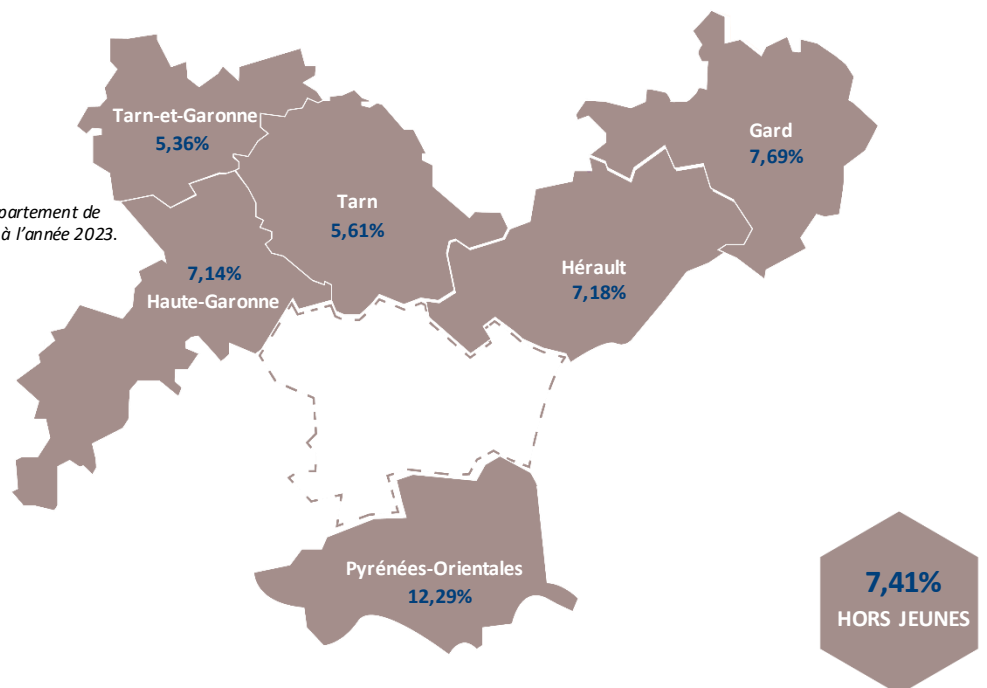 Tarn-et-Garonne
5,36%
Gard
7,69%
Tarn
5,61%
partement de
à l'année 2023.
Hérault
7,18%
7,14%
Haute-Garonne
Pyrénées-Orientales
12,29%
7,41%
HORS JEUNES